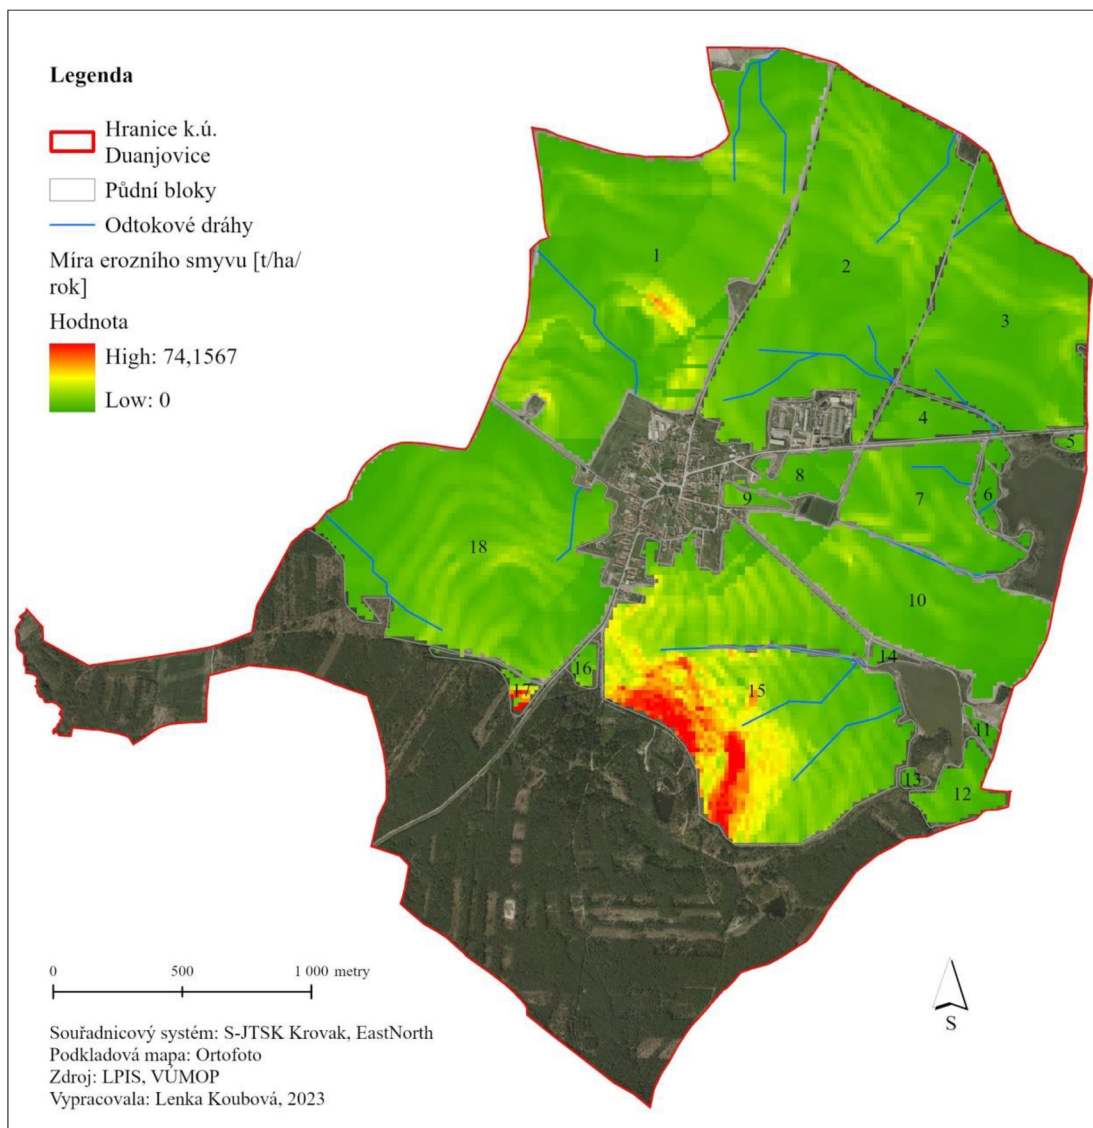 Legenda
Hranice k.ú.
Duanjovice
Půdní bloky
Odtokové dráhy
Míra erozního smyvu [t/ha/
rok]
Hodnota
High: 74,1567
Low: 0
1
2
3
4
5
6
7
8
9
10
11
12
13
14
15
16
17
18
0 500 1 000 metry
S
Souřadnicový systém: S-JTSK Krovak, EastNorth
Podkladová mapa: Ortofoto
Zdroj: LPIS, VÚMOP
Vypracovala: Lenka Koubová, 2023